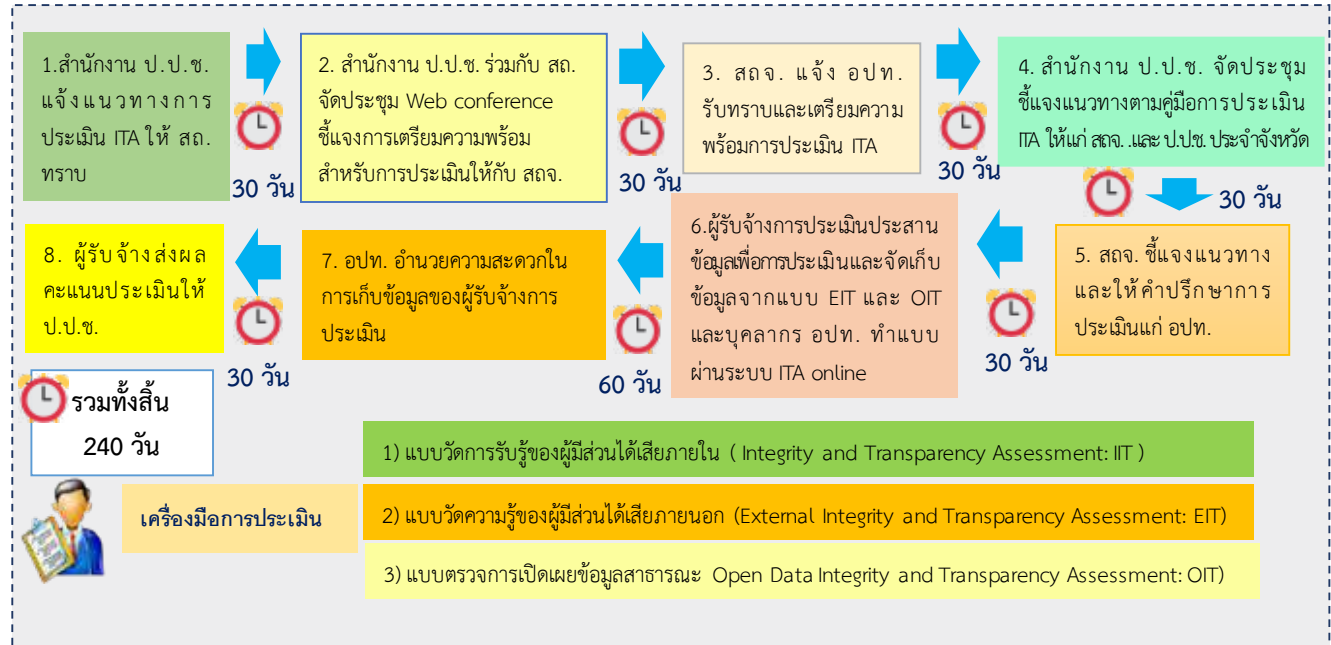 1.สำนักงาน ป.ป.ช.
แจ้งแนวทางการ
ประเมิน ITA ให้ สถ.
ทราบ
30 วัน
2. สำนักงาน ป.ป.ช. ร่วมกับ สถ.
จัดประชุม Web conference
ชี้แจงการเตรียมความพร้อม
สำหรับการประเมินให้กับ สถจ.
30 วัน
3. สถจ. แจ้ง อปท.
รับทราบและเตรียมความ
พร้อมการประเมิน ITA
30 วัน
4. สำนักงาน ป.ป.ช. จัดประชุม
ชี้แจงแนวทางตามคู่มือการประเมิน
ITA ให้แก่ สถจ. .และ ป.ป.ช. ประจำจังหวัด
30 วัน
5. สถจ. ชี้แจงแนวทาง
และให้คำปรึกษาการ
ประเมินแก่ อปท.
30 วัน
6.ผู้รับจ้างการประเมินประสาน
ข้อมูลเพื่อการประเมินและจัดเก็บ
ข้อมูลจากแบบ EIT และ OIT
และบุคลากร อปท. ทำแบบ
ผ่านระบบ ITA online
60 วัน
7. อปท. อำนวยความสะดวกใน
การเก็บข้อมูลของผู้รับจ้างการ
ประเมิน
30 วัน
8. ผู้รับจ้างส่งผล
คะแนนประเมินให้
ป.ป.ช.
รวมทั้งสิ้น
240 วัน
เครื่องมือการประเมิน
1) แบบวัดการรับรู้ของผู้มีส่วนได้เสียภายใน ( Integrity and Transparency Assessment: IIT )
2) แบบวัดความรู้ของผู้มีส่วนได้เสียภายนอก (External Integrity and Transparency Assessment: EIT)
3) แบบตรวจการเปิดเผยข้อมูลสาธารณะ Open Data Integrity and Transparency Assessment: OIT)